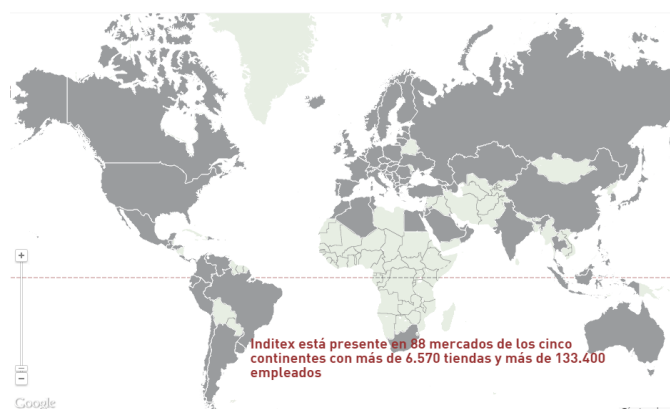 Inditex está presente en 88 mercados de los cinco
continentes con más de 6.570 tiendas y más de 133.400
empleados
Google